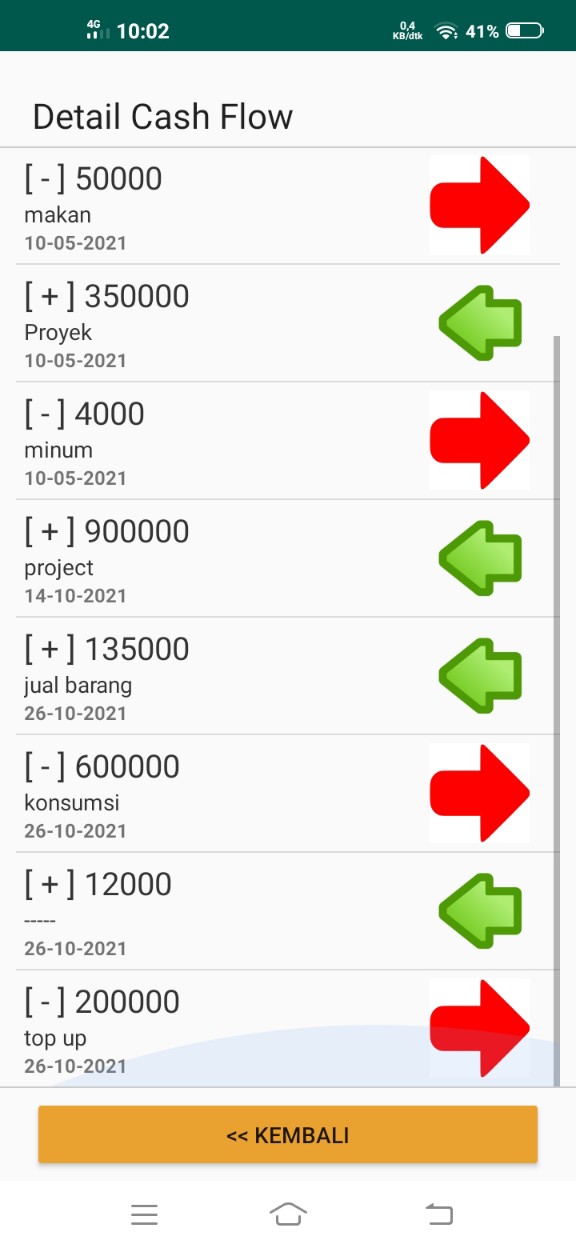 4G 10:02 0,4 KB/dtk 41%
Detail Cash Flow
[ - ] 50000
makan
10-05-2021
[ + ] 350000
Proyek
10-05-2021
[ - ] 4000
minum
10-05-2021
[ + ] 900000
project
14-10-2021
[ + ] 135000
jual barang
26-10-2021
[ - ] 600000
konsumsi
26-10-2021
[ + ] 12000
-----
26-10-2021
[ - ] 200000
top up
26-10-2021
<< KEMBALI